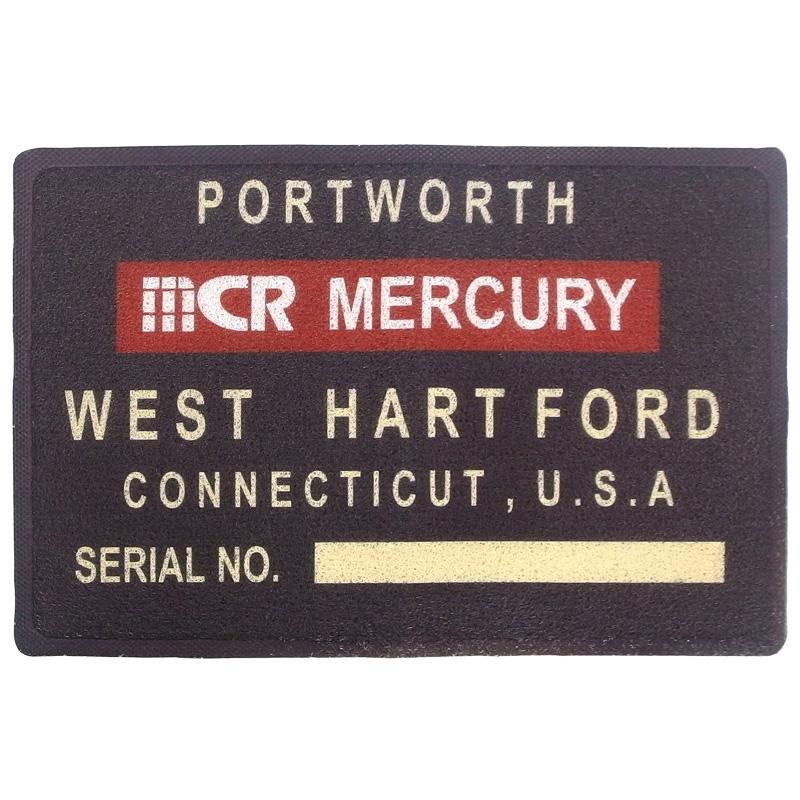 PORTWORTH
mCR MERCURY
WEST HARTFORD
CONNECTICUT, U.S.A
SERIAL NO.